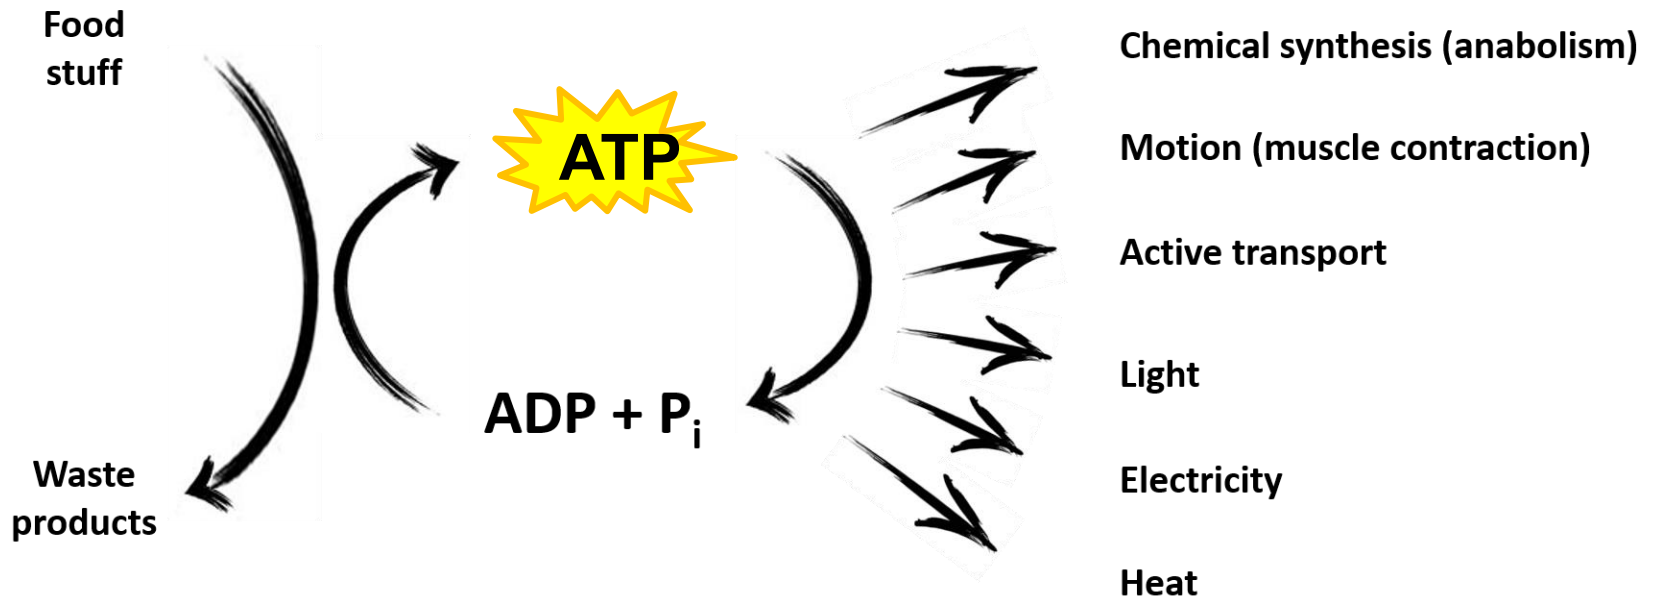 Food
stuff
Waste
products
ATP
ADP + Pi
Chemical synthesis (anabolism)
Motion (muscle contraction)
Active transport
Light
Electricity
Heat